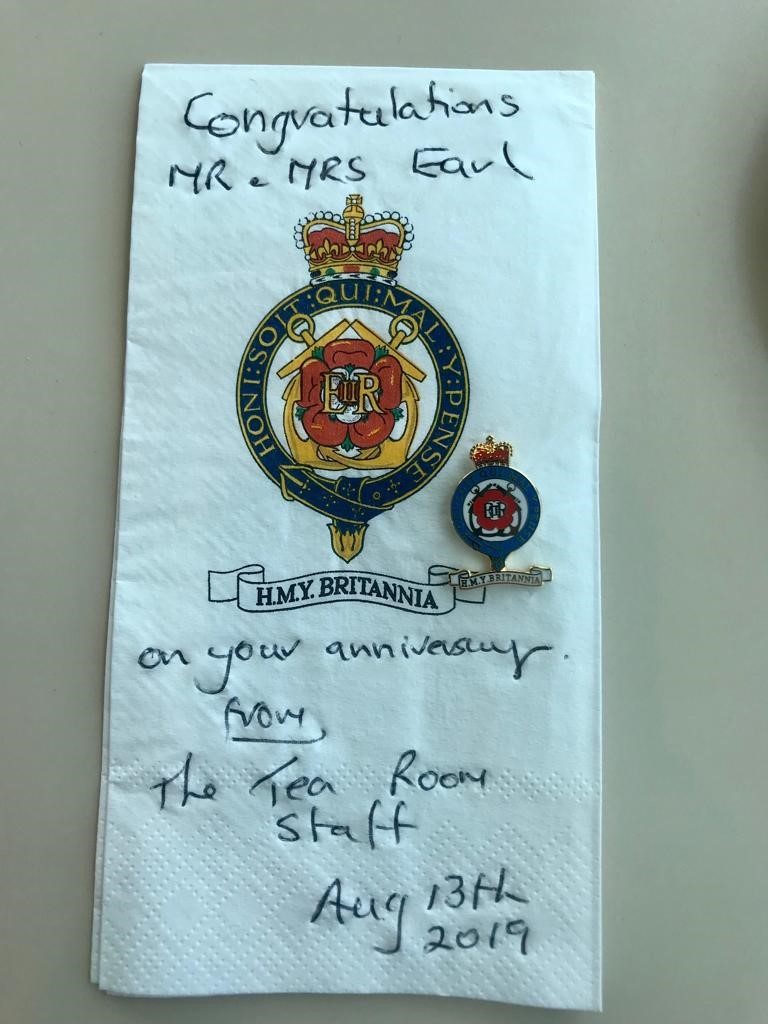 Congratulations
MR & MRS Earl
HONI:SOIT:QUI:MAL:Y:PENSE
EIIR
H.M.Y. BRITANNIA
EIIR
H.M.Y. BRITANNIA
on your anniversary.
from
The Tea Room
Staff
Aug 13th
2019